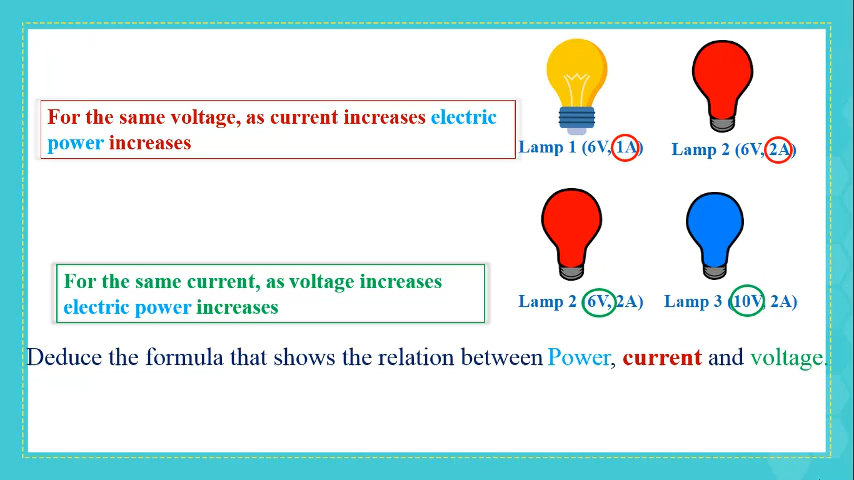 For the same voltage, as current increases electric
power increases
Lamp 1 (6V, 1A)
Lamp 2 (6V, 2A)
For the same current, as voltage increases
electric power increases
Lamp 2 (6V, 2A)
Lamp 3 (10V, 2A)
Deduce the formula that shows the relation between Power, current and voltage.